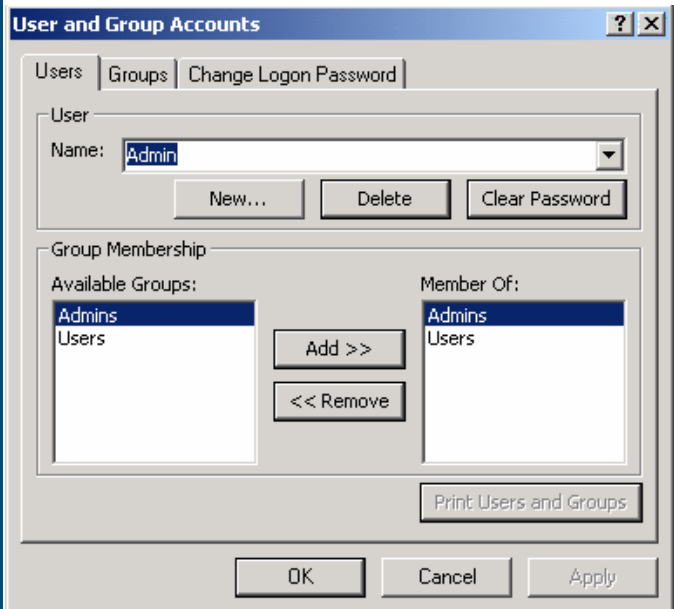 User and Group Accounts
Users Groups Change Logon Password
User
Name: Admin
New... Delete Clear Password
Group Membership
Available Groups: Member Of:
Admins Admins
Users Users
Add >>
<< Remove
Print Users and Groups
OK Cancel Apply